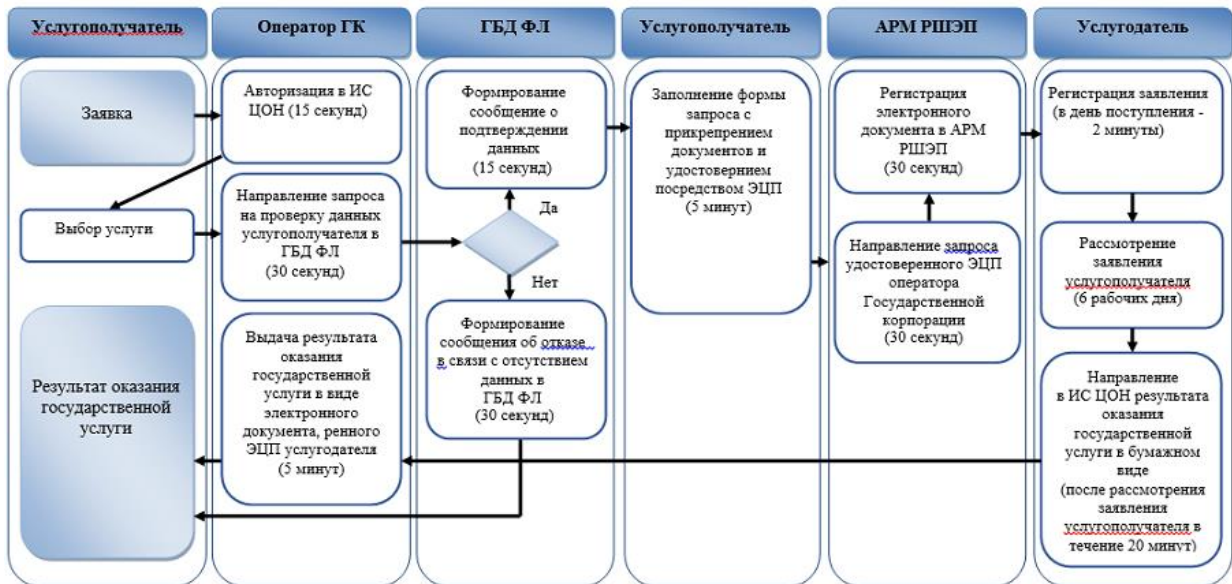 Услугополучатель
Оператор ГК
ГБД ФЛ
Услугополучатель
АРМ РШЭП
Услугодатель
Заявка
Выбор услуги
Результат оказания
государственной
услуги
Авторизация в ИС
ЦОН (15 секунд)
Направление запроса
на проверку данных
услугополучателя в
ГБД ФЛ
(30 секунд)
Выдача результата
оказания
государственной
услуги в виде
электронного
документа, ренного
ЭЦП услугодателя
(5 минут)
Формирование
сообщение о
подтверждении
данных
(15 секунд)
Да
Нет
Формирование
сообщения об отказе
в связи с отсутствием
данных в
ГБД ФЛ
(30 секунд)
Заполнение формы
запроса с
прикрепрением
документов и
удостовернием
посредством ЭЦП
(5 минут)
Регистрация
электронного
документа в АРМ
РШЭП
(30 секунд)
Направление запроса
удостоверенного ЭЦП
оператора
Государственной
корпорации
(30 секунд)
Регистрация заявления
(в день поступления -
2 минуты)
Рассмотрение
заявления
услугополучателя
(6 рабочих дня)
Направление
в ИС ЦОН результата
оказания
государственной
услуги в бумажном
виде
(после рассмотрения
заявления
услугополучателя в
течение 20 минут)